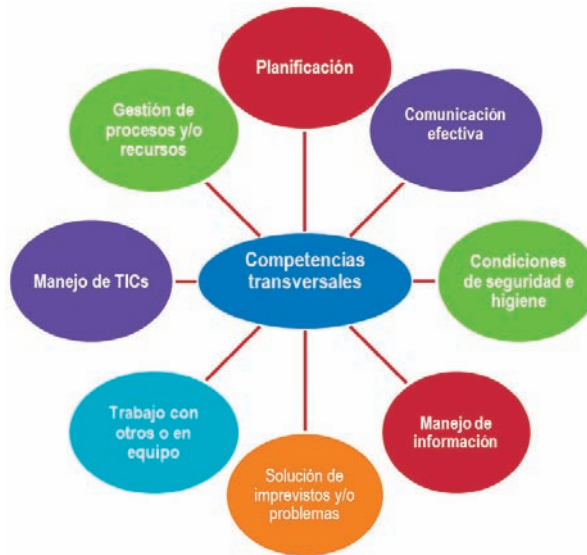 Planificación
Comunicación
efectiva
Condiciones
de seguridad e
higiene
Manejo de
información
Solución de
imprevistos y/o
problemas
Trabajo con
otros o en
equipo
Manejo de TICs
Gestión de
procesos y/o
recursos
Competencias
transversales